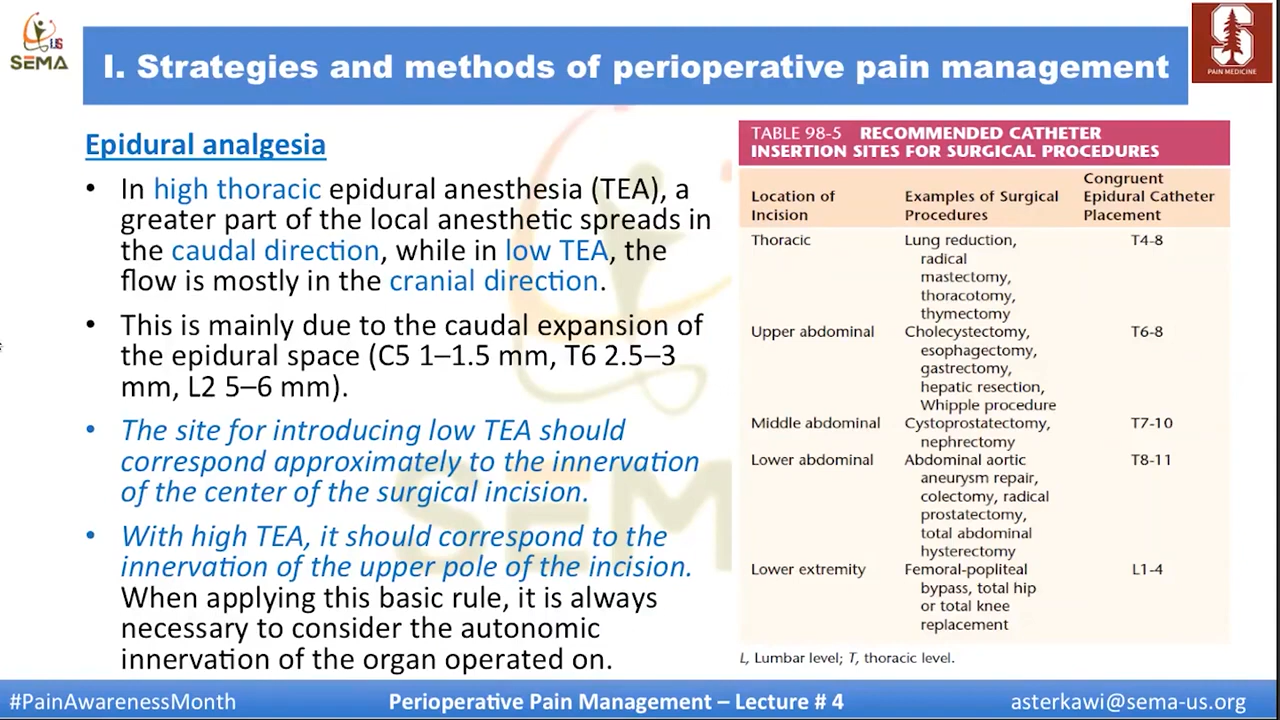 SEMA
US
I. Strategies and methods of perioperative pain management
S
PAIN MEDICINE
Epidural analgesia
• In high thoracic epidural anesthesia (TEA), a
greater part of the local anesthetic spreads in
the caudal direction, while in low TEA, the
flow is mostly in the cranial direction.
• This is mainly due to the caudal expansion of
the epidural space (C5 1–1.5 mm, T6 2.5–3
mm, L2 5–6 mm).
• The site for introducing low TEA should
correspond approximately to the innervation
of the center of the surgical incision.
• With high TEA, it should correspond to the
innervation of the upper pole of the incision.
When applying this basic rule, it is always
necessary to consider the autonomic
innervation of the organ operated on.
TABLE 98-5 RECOMMENDED CATHETER
INSERTION SITES FOR SURGICAL PROCEDURES
Location of Incision
Examples of Surgical Procedures
Congruent Epidural Catheter Placement
Thoracic
Lung reduction,
radical
mastectomy,
thoracotomy,
thymectomy
T4-8
Upper abdominal
Cholecystectomy,
esophagectomy,
gastrectomy,
hepatic resection,
Whipple procedure
T6-8
Middle abdominal
Cystoprostatectomy,
nephrectomy
T7-10
Lower abdominal
Abdominal aortic
aneurysm repair,
colectomy, radical
prostatectomy,
total abdominal
hysterectomy
T8-11
Lower extremity
Femoral-popliteal
bypass, total hip
or total knee
replacement
L1-4
L, Lumbar level; T, thoracic level.
SEMA
#PainAwarenessMonth
Perioperative Pain Management – Lecture # 4
asterkawi@sema-us.org